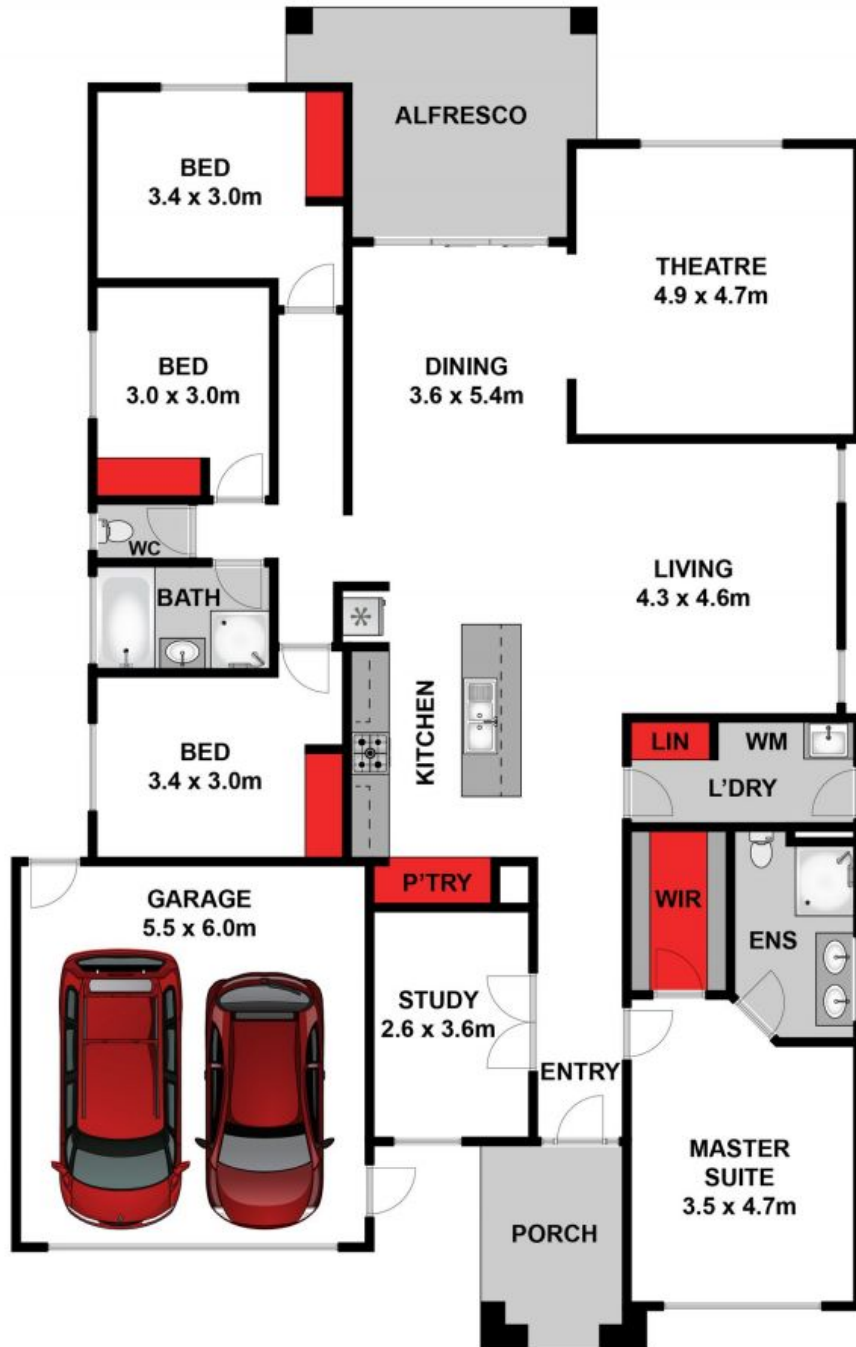 ALFRESCO
BED
3.4 x 3.0m
THEATRE
4.9 x 4.7m
BED
3.0 x 3.0m
DINING
3.6 x 5.4m
WC
BATH
LIVING
4.3 x 4.6m
KITCHEN
BED
3.4 x 3.0m
LIN
WM
L'DRY
P'TRY
GARAGE
5.5 x 6.0m
WIR
ENS
STUDY
2.6 x 3.6m
ENTRY
MASTER
SUITE
3.5 x 4.7m
PORCH